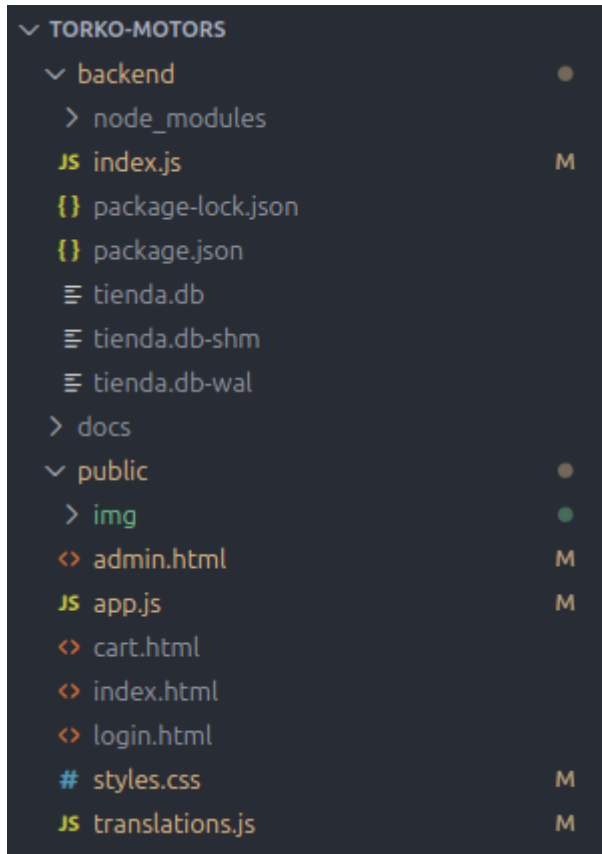 TORKO-MOTORS
backend
node_modules
JS index.js M
{} package-lock.json
{} package.json
tienda.db
tienda.db-shm
tienda.db-wal
docs
public
img
<> admin.html M
JS app.js M
<> cart.html
<> index.html
<> login.html
# styles.css M
JS translations.js M